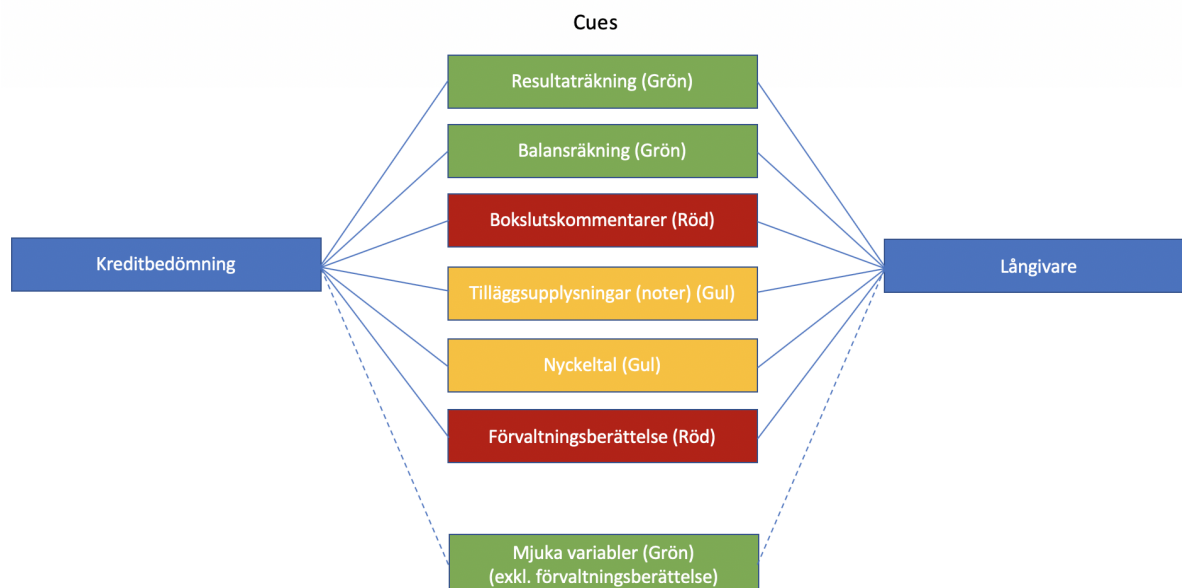 Cues
Resultaträkning (Grön)
Balansräkning (Grön)
Bokslutskommentarer (Röd)
Kreditbedömning
Långivare
Tilläggsupplysningar (noter) (Gul)
Nyckeltal (Gul)
Förvaltningsberättelse (Röd)
Mjuka variabler (Grön)
(exkl. förvaltningsberättelse)